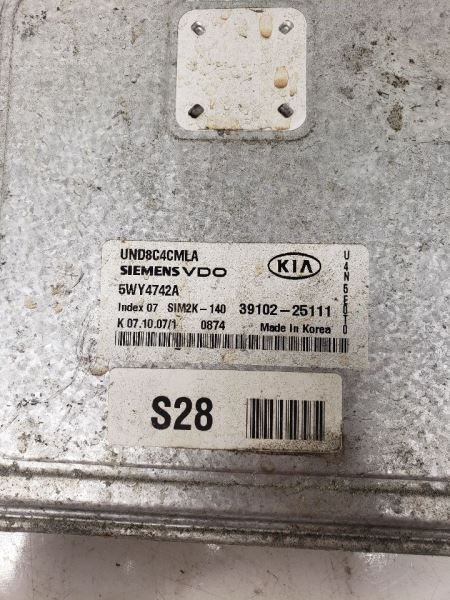 UND8C4CMLA
SIEMENS VDO
KIA
5WY4742A
Index 07 SIM2K-140 39102-25111
K 07.10.07/1 0874 Made in Korea
U4N5E0T0
S28